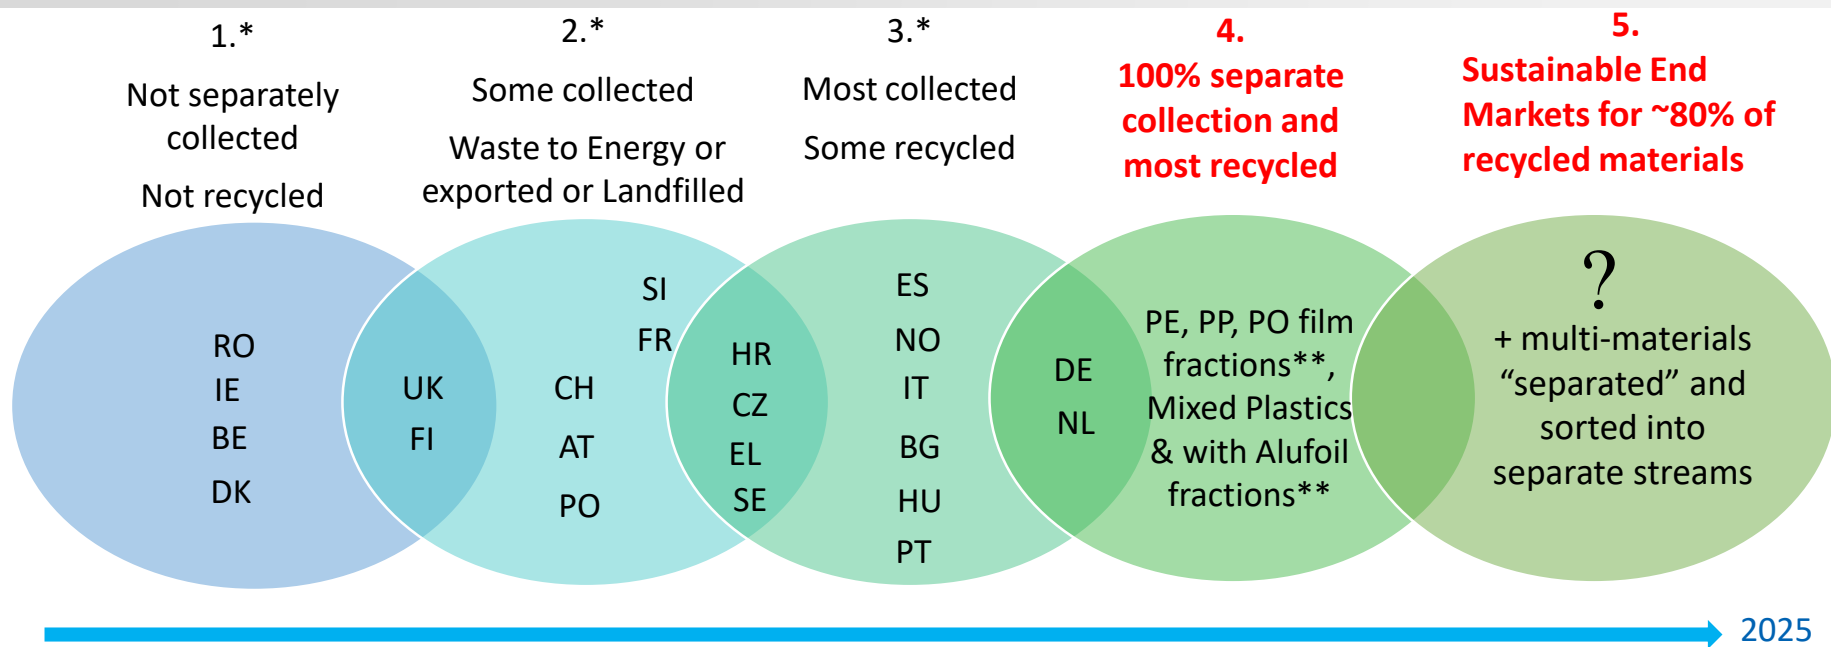 1.*
Not separately
collected
Not recycled
2.*
Some collected
Waste to Energy or
exported or Landfilled
3.*
Most collected
Some recycled
4.
100% separate
collection and
most recycled
5.
Sustainable End
Markets for ~80% of
recycled materials
RO
IE
BE
DK
UK
FI
SI
FR
CH
AT
PO
HR
CZ
EL
SE
ES
NO
IT
BG
HU
PT
DE
NL
PE, PP, PO film
fractions**,
Mixed Plastics
& with Alufoil
fractions**
?
+ multi-materials
“separated” and
sorted into
separate streams
2025